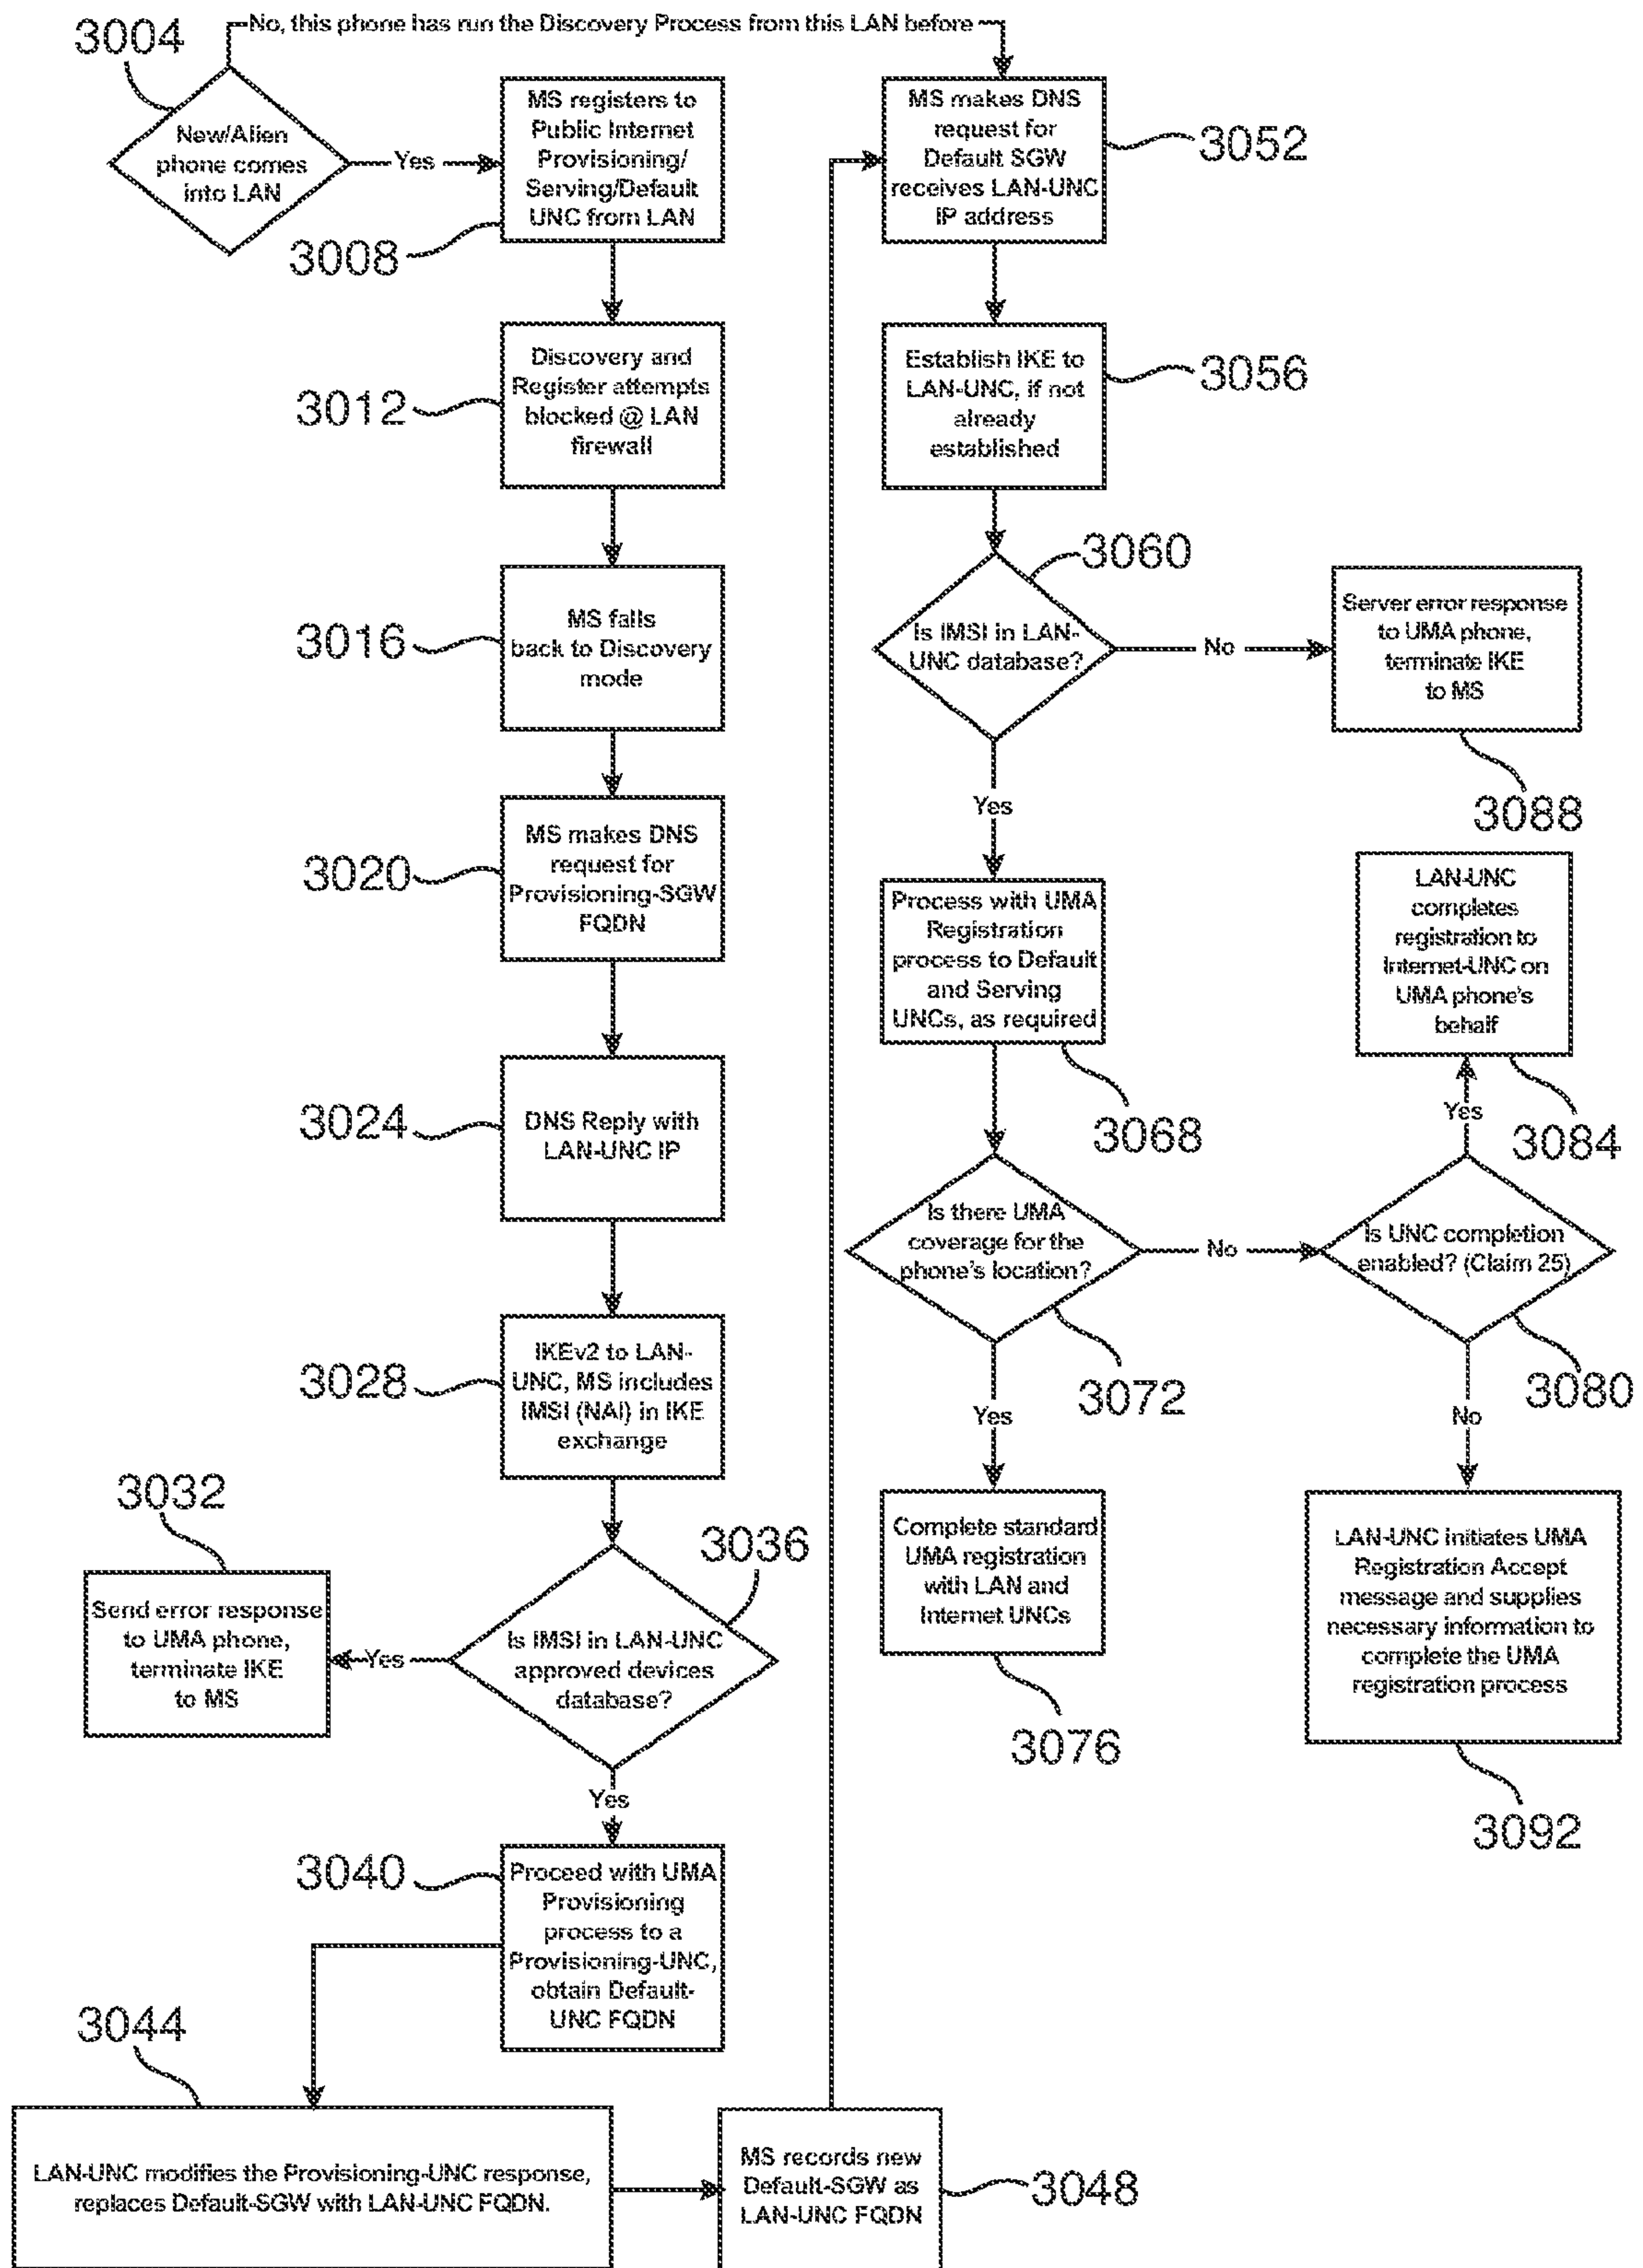 No, this phone has run the Discovery Process from this LAN before
3004
New/Alien
phone comes
into LAN
Yes
MS registers to
Public Internet
Provisioning/
Serving/Default
UNC from LAN
3008
Discovery and
Register attempts
blocked @ LAN
firewall
3012
MS falls
back to Discovery
mode
3016
MS makes DNS
request for
Provisioning-SGW
FQDN
3020
DNS Reply with
LAN-UNC IP
3024
IKEv2 to LAN-
UNC, MS includes
IMSI (NAI) in IKE
exchange
3028
3032
Send error response
to UMA phone,
terminate IKE
to MS
Yes
3036
Is IMSI in LAN-UNC
approved devices
database?
Yes
3040
Proceed with UMA
Provisioning
process to a
Provisioning-UNC,
obtain Default-
UNC FQDN
3044
LAN-UNC modifies the Provisioning-UNC response,
replaces Default-SGW with LAN-UNC FQDN.
MS records new
Default-SGW as
LAN-UNC FQDN
3048
MS makes DNS
request for
Default SGW
receives LAN-UNC
IP address
3052
Establish IKE to
LAN-UNC, if not
already
established
3056
3060
Is IMSI in LAN-
UNC database?
No
Server error response
to UMA phone,
terminate IKE
to MS
3088
Yes
Process with UMA
Registration
process to Default
and Serving
UNCs, as required
3068
Is there UMA
coverage for the
phone's location?
3072
No
Is UNC completion
enabled? (Claim 25)
3080
Yes
LAN-UNC
completes
registration to
Internet-UNC on
UMA phone's
behalf
3084
Yes
Complete standard
UMA registration
with LAN and
Internet UNCs
3076
No
LAN-UNC initiates UMA
Registration Accept
message and supplies
necessary information to
complete the UMA
registration process
3092